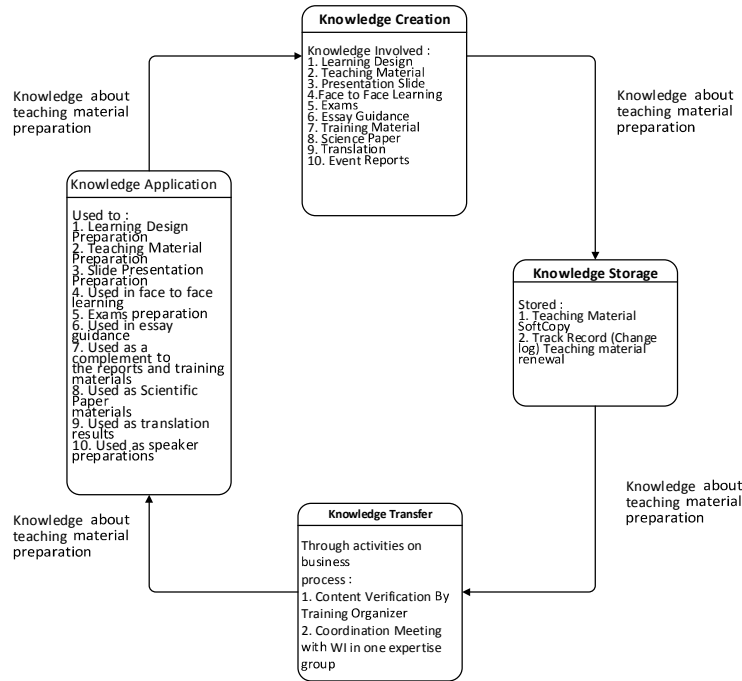 Knowledge Creation
Knowledge Involved :
1. Learning Design
2. Teaching Material
3. Presentation Slide
4.Face to Face Learning
5. Exams
6. Essay Guidance
7. Training Material
8. Science Paper
9. Translation
10. Event Reports
Knowledge about
teaching material
preparation
Knowledge Storage
Stored :
1. Teaching Material
SoftCopy
2. Track Record (Change
log) Teaching material
renewal
Knowledge about
teaching material
preparation
Knowledge Transfer
Through activities on
business
process :
1. Content Verification By
Training Organizer
2. Coordination Meeting
with WI in one expertise
group
Knowledge about
teaching material
preparation
Knowledge Application
Used to :
1. Learning Design
Preparation
2. Teaching Material
Preparation
3. Slide Presentation
Preparation
4. Used in face to face
learning
5. Exams preparation
6. Used in essay
guidance
7. Used as a
complement to
the reports and training
materials
8. Used as Scientific
Paper
materials
9. Used as translation
results
10. Used as speaker
preparations
Knowledge about
teaching material
preparation